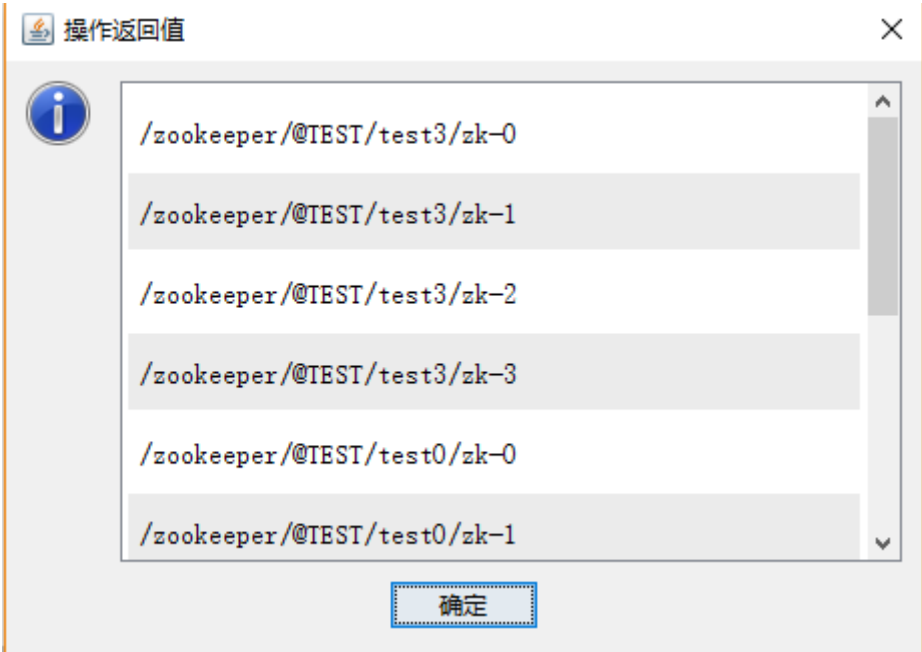 操作返回值
/zookeeper/@TEST/test3/zk-0
/zookeeper/@TEST/test3/zk-1
/zookeeper/@TEST/test3/zk-2
/zookeeper/@TEST/test3/zk-3
/zookeeper/@TEST/test0/zk-0
/zookeeper/@TEST/test0/zk-1
确定